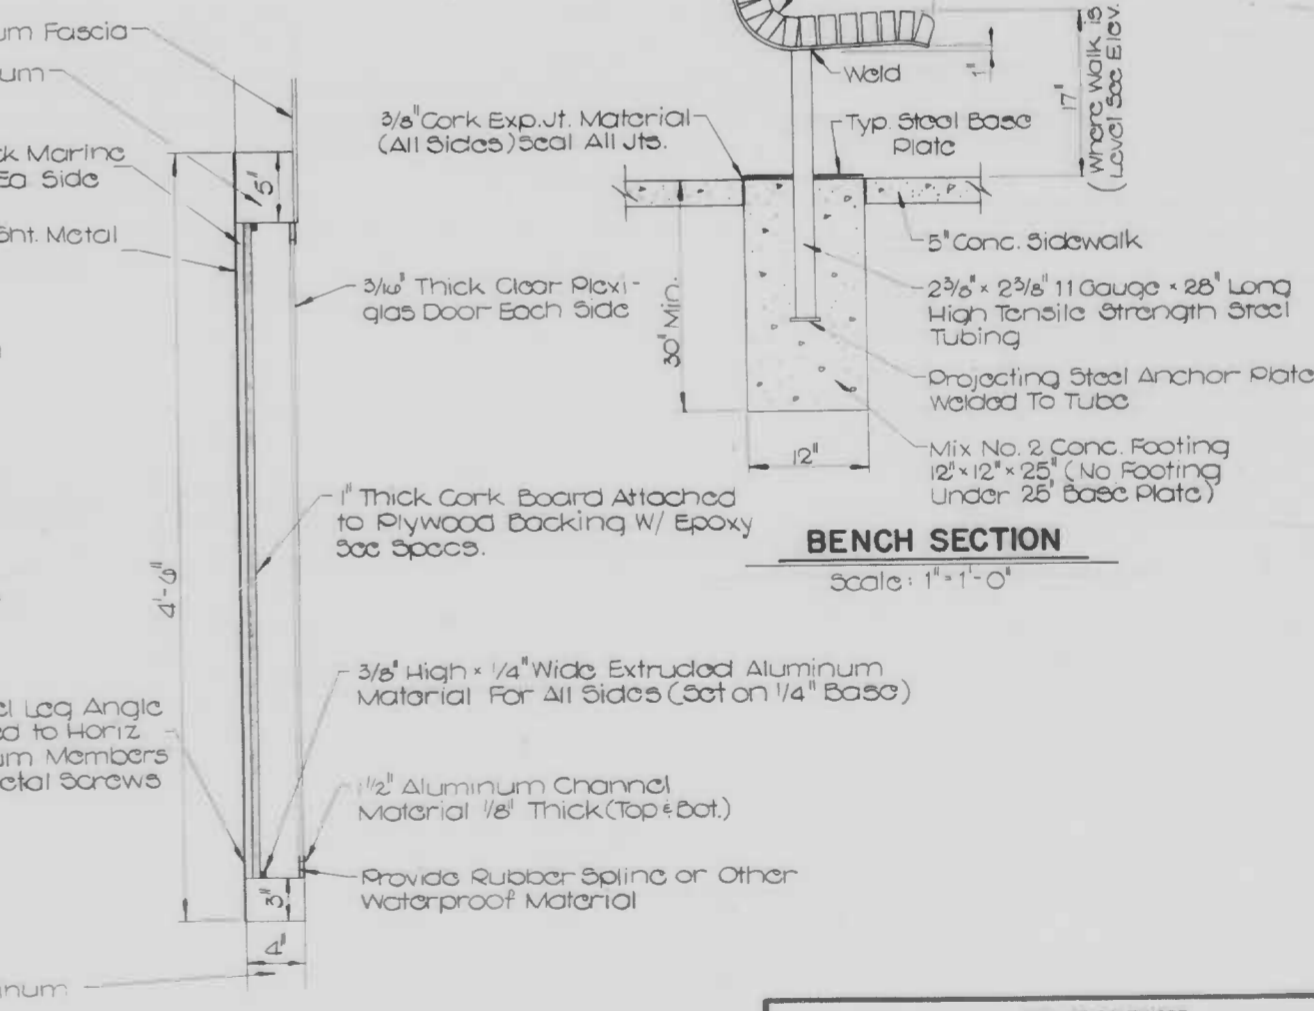 um Fascia
um
k Marine
Ea Side
Sht. Metal
5"
3/16" Thick Clear Plexi-
glas Door Each Side
1" Thick Cork Board Attached
to Plywood Backing W/ Epoxy
See Specs.
4'-6"
3/8" High × 1/4" Wide Extruded Aluminum
Material For All Sides (Set on 1/4" Base)
el Leg Angle
ed to Horiz
um Members
etal Screws
1 1/2" Aluminum Channel
Material 1/8" Thick (Top & Bot.)
Provide Rubber Spline or Other
Waterproof Material
3"
4"
inum
Weld
1"
17"
(Where Walk is
Level See Elev.
3/8" Cork Exp. Jt. Material
(All Sides) Seal All Jts.
Typ. Steel Base
Plate
5" Conc. Sidewalk
2 3/8" × 2 3/8" 11 Gauge × 28" Long
High Tensile Strength Steel
Tubing
30" Min.
Projecting Steel Anchor Plate
Welded To Tube
Mix No. 2 Conc. Footing
12" × 12" × 25" (No Footing
Under 25' Base Plate)
12"
BENCH SECTION
Scale: 1" = 1'-0"